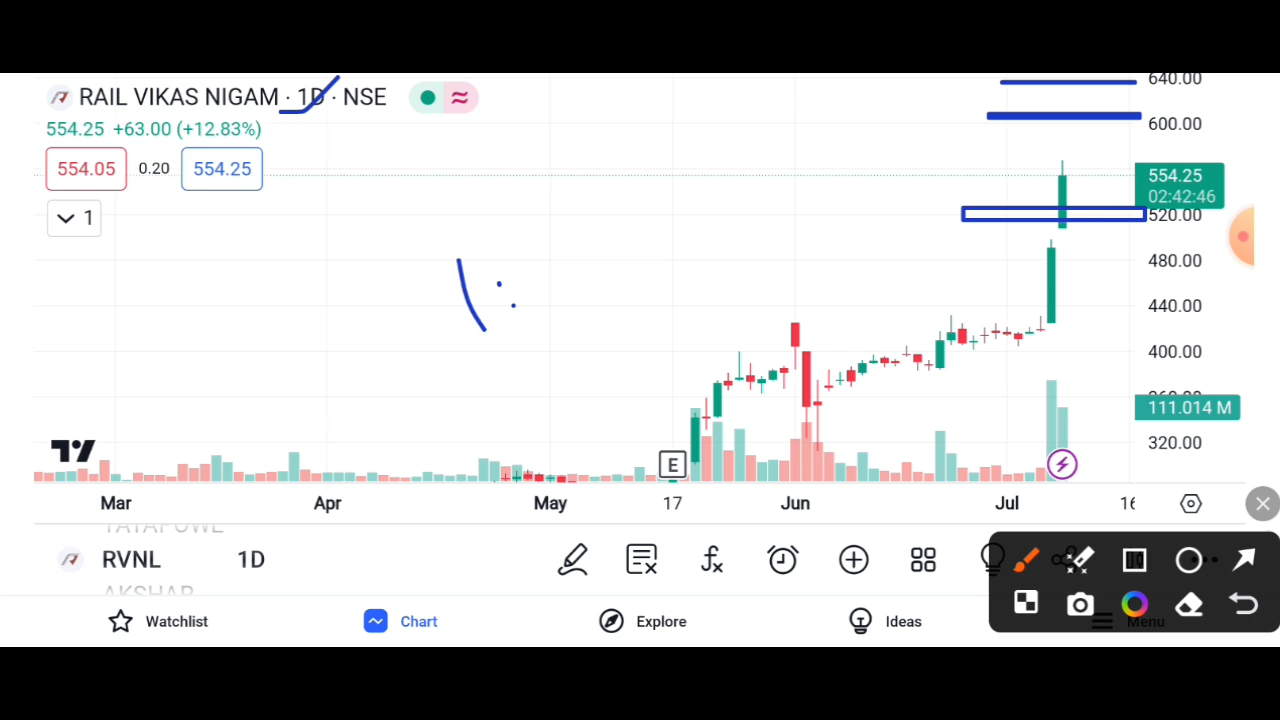 RAIL VIKAS NIGAM · 1D · NSE
640.00
554.25 +63.00 (+12.83%)
600.00
554.05 0.20 554.25
554.25
02:42:46
1
520.00
480.00
440.00
400.00
111.014 M
320.00
E
Mar Apr May 17 Jun Jul 16
TATAPOWE
RVNL 1D
AKSHAR
Watchlist Chart Explore Ideas Menu